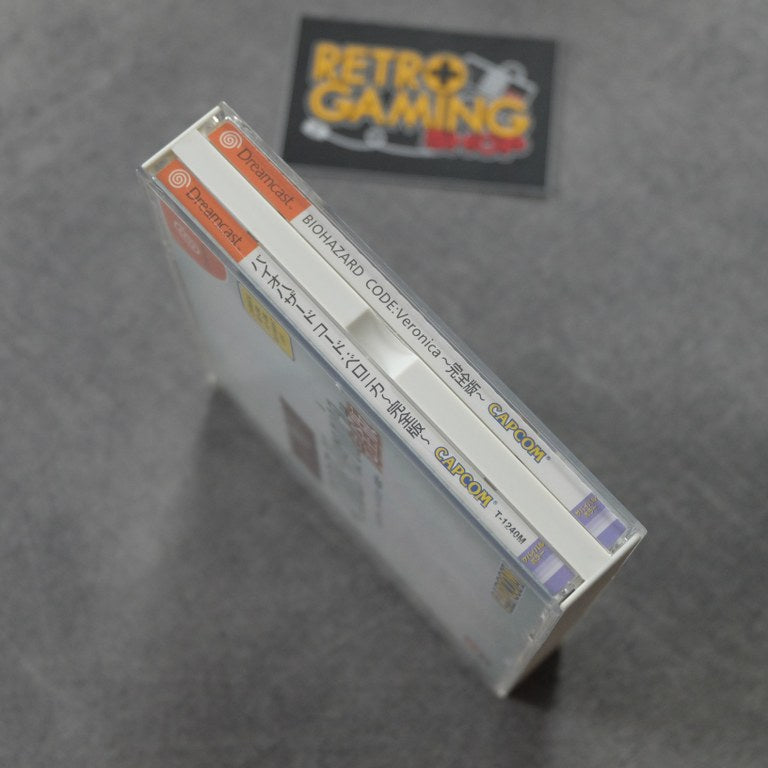 RETRO
GAMING
SHOP
Dreamcast.
BIOHAZARD CODE:Veronica ～完全版～
CAPCOM®
Dreamcast.
バイオハザード コード:ベロニカ～完全版～
CAPCOM®
T-1240M